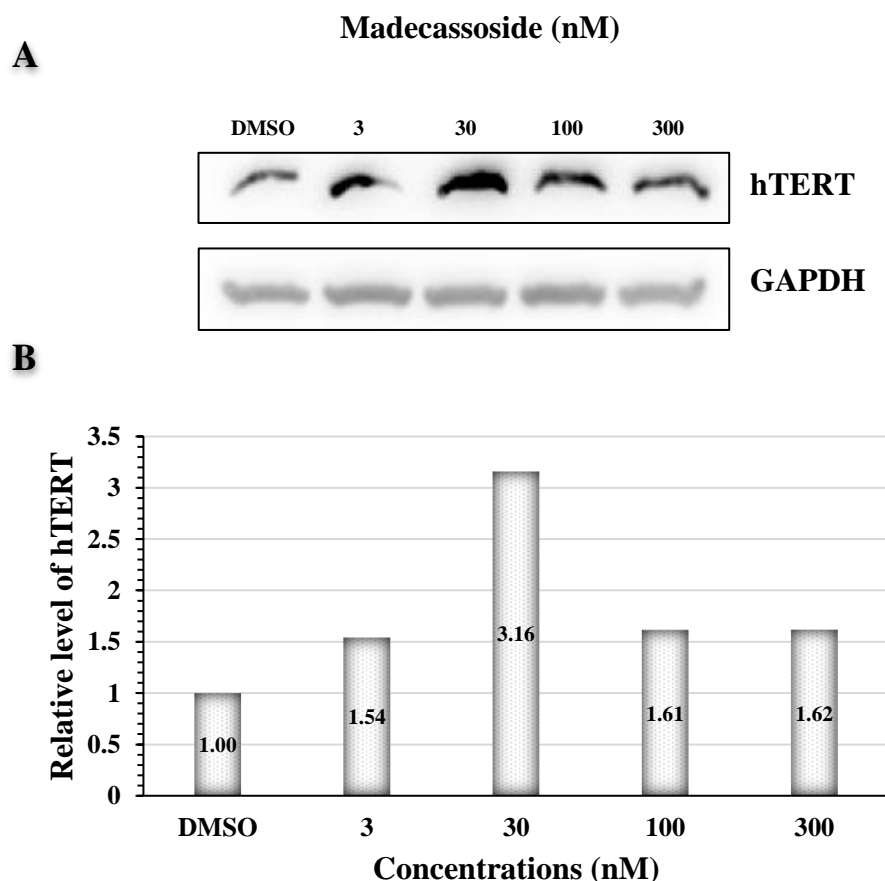 Madecassoside (nM)
A
DMSO 3 30 100 300
hTERT
GAPDH
B
Relative level of hTERT
3.5
3
2.5
2
1.5
1
0.5
0
1.00
1.54
3.16
1.61
1.62
DMSO 3 30 100 300
Concentrations (nM)